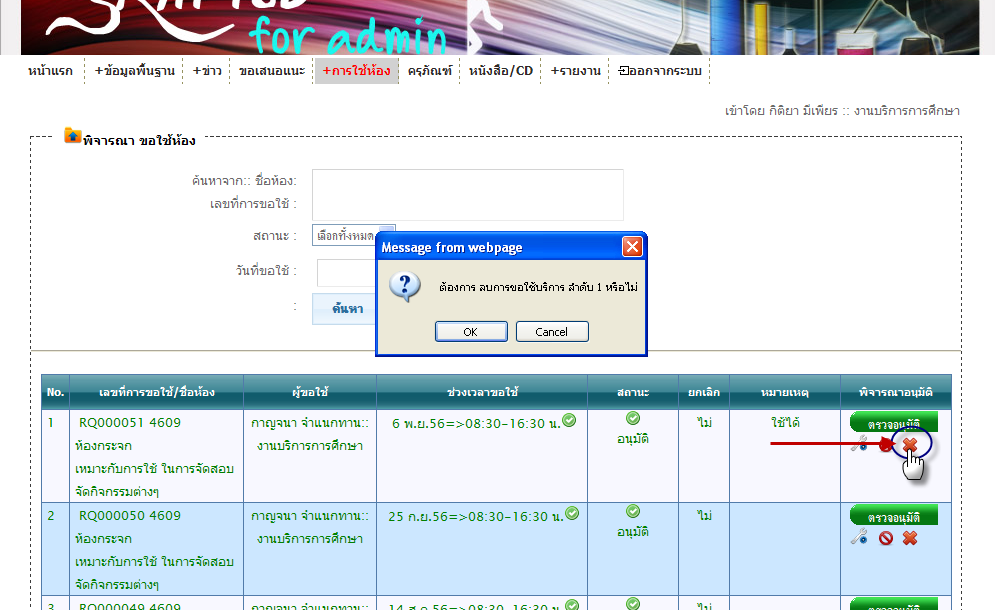 for admin
หน้าแรก +ข้อมูลพื้นฐาน +ข่าว ขอเสนอแนะ +การใช้ห้อง ครุภัณฑ์ หนังสือ/CD +รายงาน ออกจากระบบ
เข้าโดย กิติยา มีเพียร :: งานบริการการศึกษา
พิจารณา ขอใช้ห้อง
ค้นหาจาก:: ชื่อห้อง:
เลขที่การขอใช้ :
สถานะ : เลือกทั้งหมด
วันที่ขอใช้ :
: ค้นหา
Message from webpage
ต้องการ ลบการขอใช้บริการ ลำดับ 1 หรือไม่
OK Cancel
No. เลขที่การขอใช้/ชื่อห้อง ผู้ขอใช้ ช่วงเวลาขอใช้ สถานะ ยกเลิก หมายเหตุ พิจารณาอนุมัติ
1 RQ000051 4609 กาญจนา จำแนกทาน:: 6 พ.ย.56=>08:30-16:30 น. ไม่ ใช้ได้ ตรวจอนุมัติ
ห้องกระจก งานบริการการศึกษา อนุมัติ
เหมาะกับการใช้ ในการจัดสอบ
จัดกิจกรรมต่างๆ
2 RQ000050 4609 กาญจนา จำแนกทาน:: 25 ก.ย.56=>08:30-16:30 น. ไม่ ตรวจอนุมัติ
ห้องกระจก งานบริการการศึกษา อนุมัติ
เหมาะกับการใช้ ในการจัดสอบ
จัดกิจกรรมต่างๆ
3 RQ000049 4609 กาญจนา จำแนกทาน:: 14 ส.ค.56=>08:30-16:30 น. ไม่ ตรวจอนุมัติ